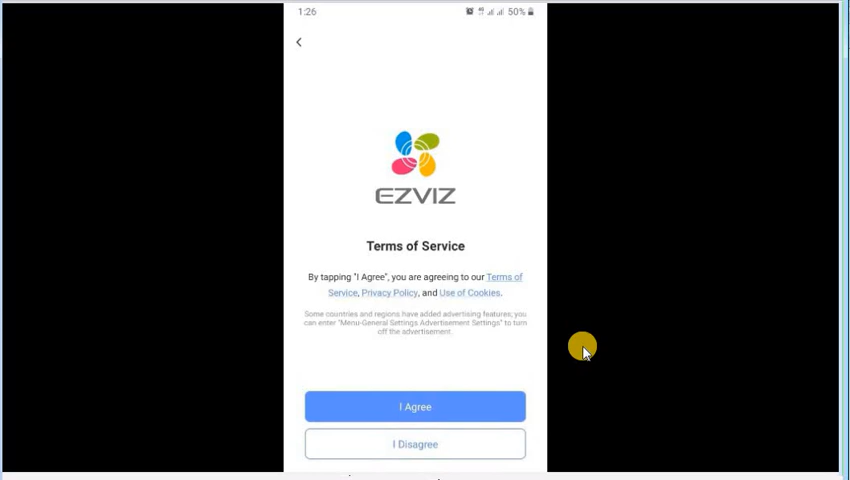 1:26
50%
EZVIZ
Terms of Service
By tapping "I Agree", you are agreeing to our Terms of
Service, Privacy Policy, and Use of Cookies.
Some countries and regions have added advertising features; you
can enter "Menu-General Settings Advertisement Settings" to turn
off the advertisement.
I Agree
I Disagree